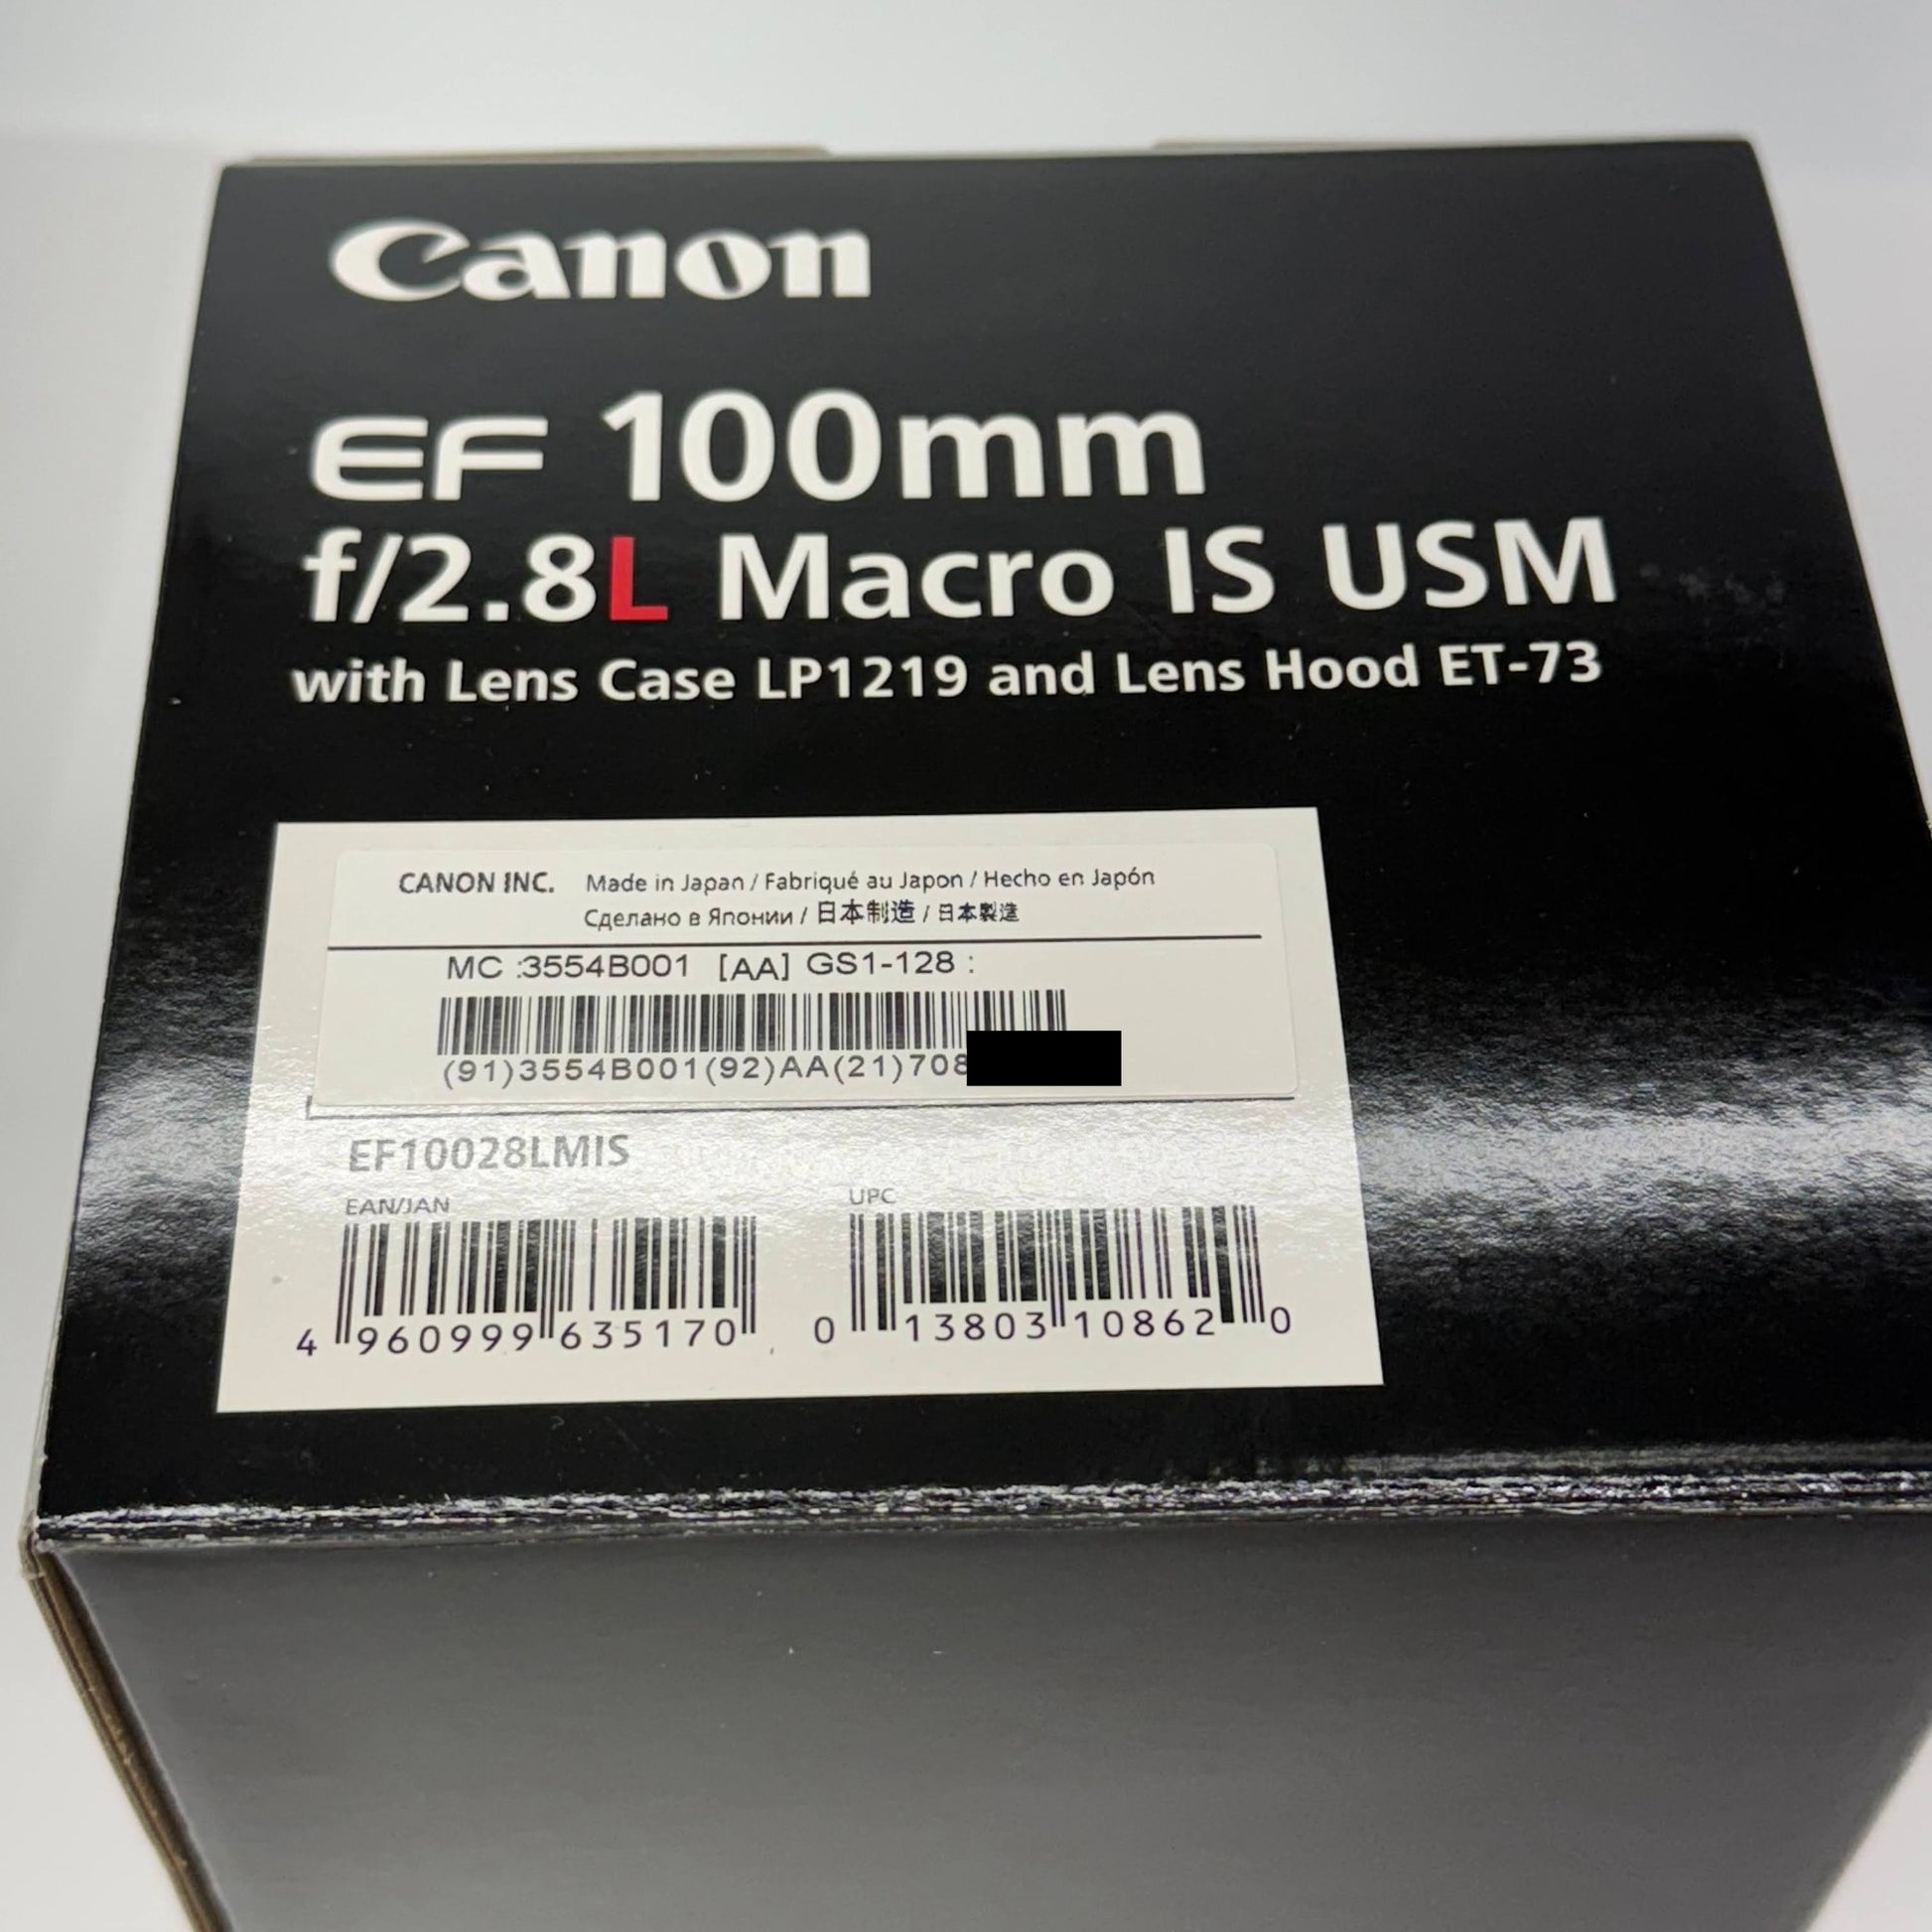 Canon
EF 100mm
f/2.8L Macro IS USM
with Lens Case LP1219 and Lens Hood ET-73
CANON INC. Made in Japan / Fabriqué au Japon / Hecho en Japón
Сделано в Японии / 日本制造 / 日本製造
MC :3554B001 [AA] GS1-128 :
(91)3554B001(92)AA(21)708
EF10028LMIS
EAN/JAN
UPC
4 960999 635170
0 13803 10862 0